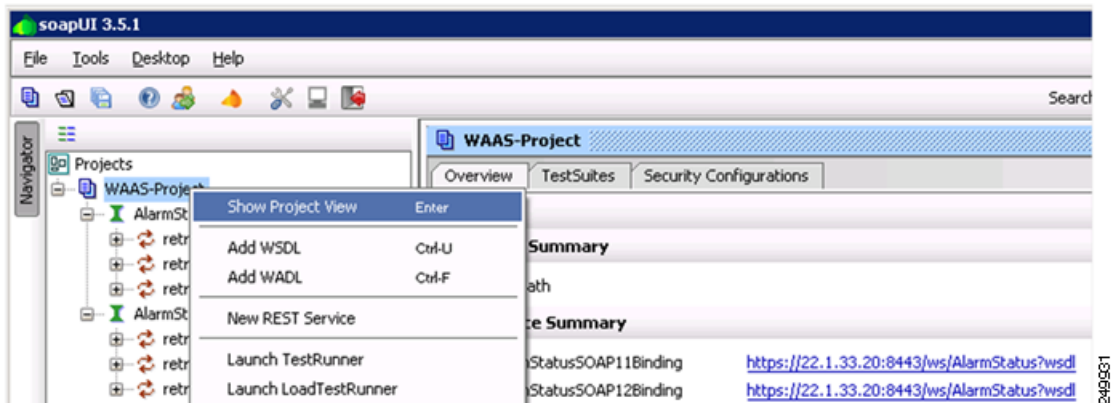 soapUI 3.5.1
File Tools Desktop Help
Search
Navigator
Projects
WAAS-Project
Overview TestSuites Security Configurations
WAAS-Proje
AlarmSt
retr
retr
retr
AlarmSt
retr
retr
retr
Show Project View Enter
Add WSDL Ctrl-U
Add WADL Ctrl-F
New REST Service
Launch TestRunner
Launch LoadTestRunner
Summary
ath
ce Summary
StatusSOAP11Binding https://22.1.33.20:8443/ws/AlarmStatus?wsdl
StatusSOAP12Binding https://22.1.33.20:8443/ws/AlarmStatus?wsdl
249931